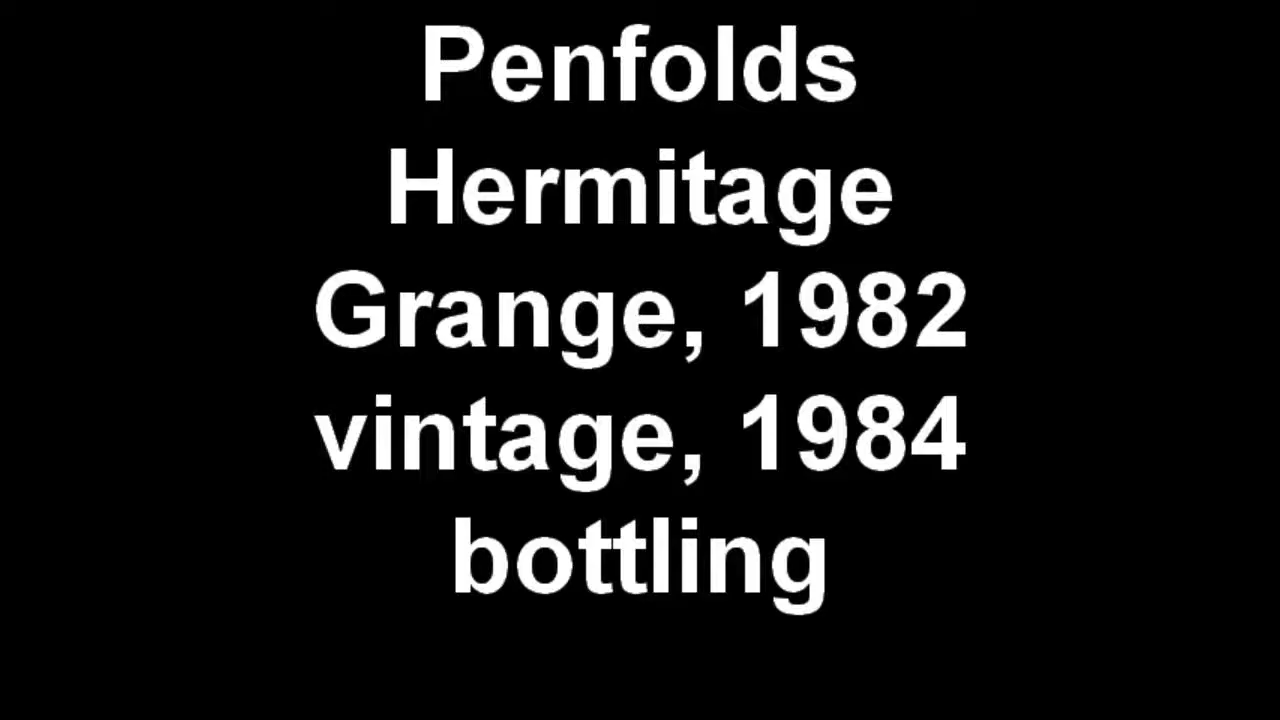 Penfolds
Hermitage
Grange, 1982
vintage, 1984
bottling